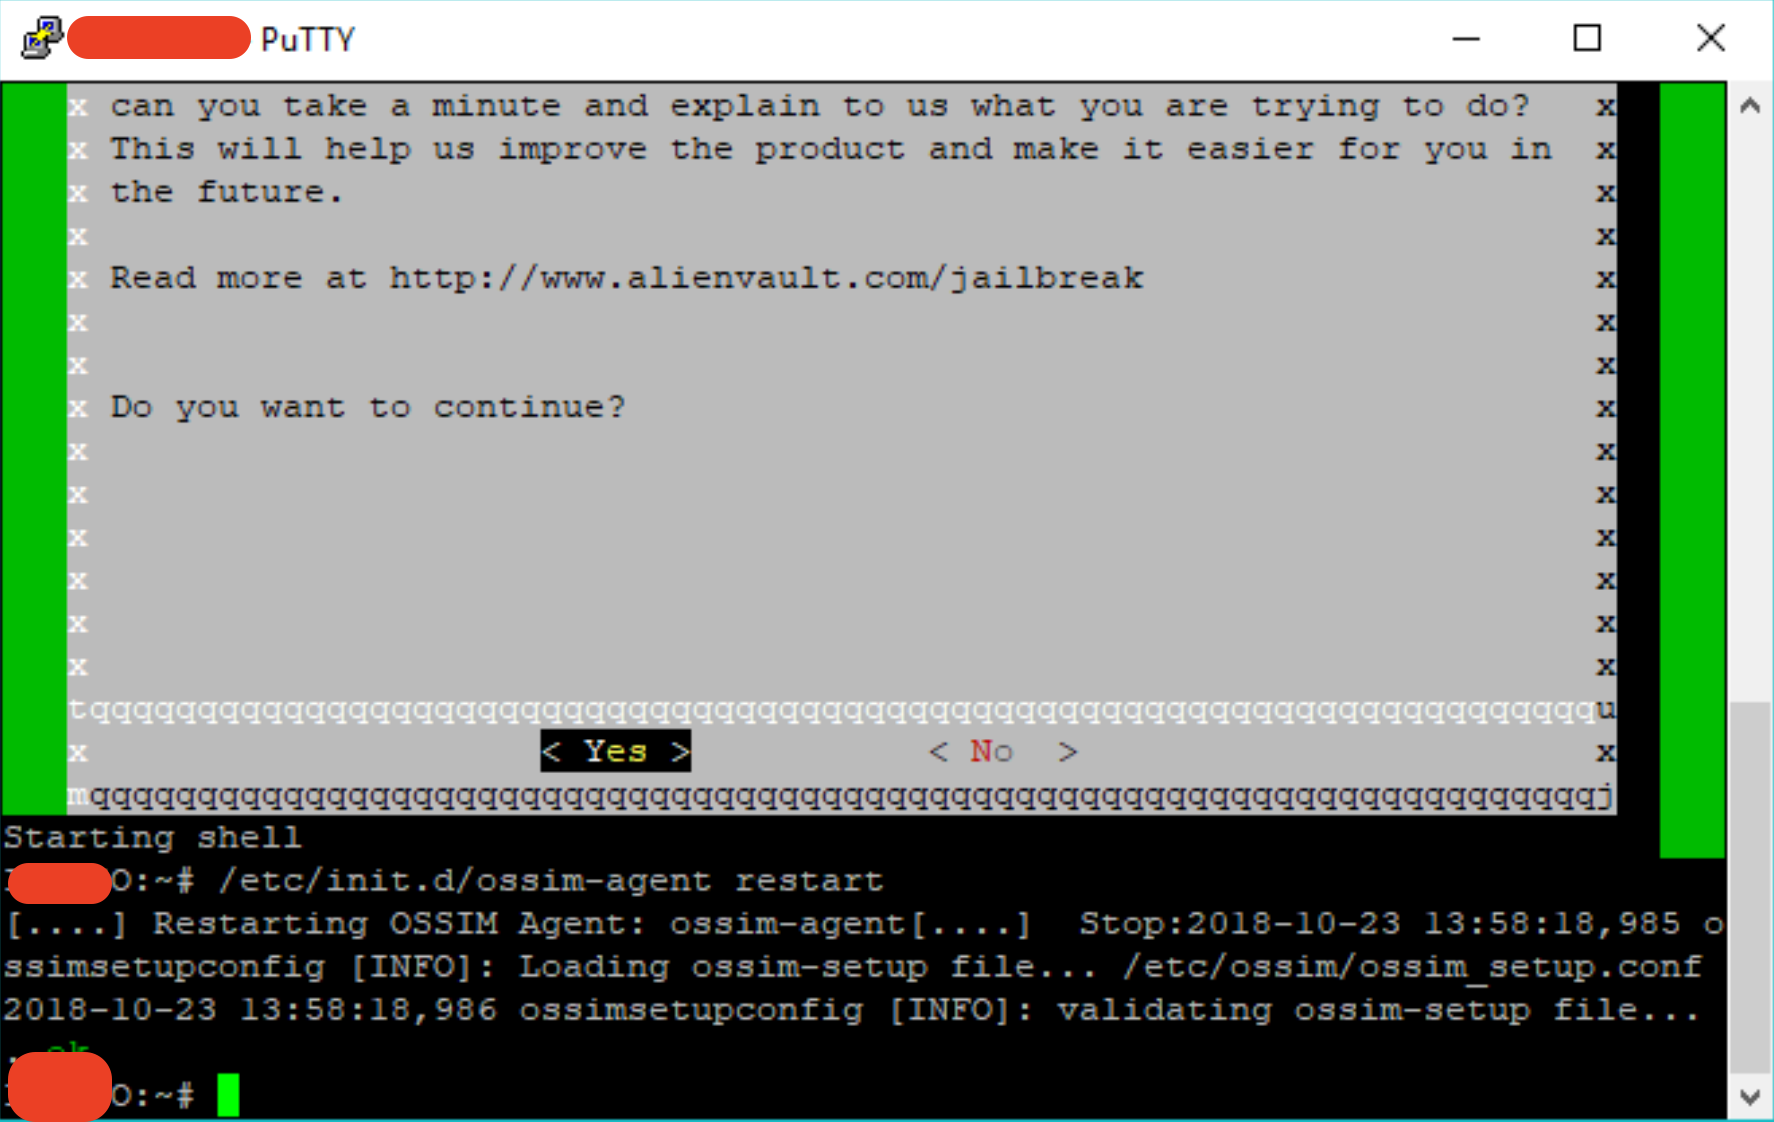 PuTTY
x can you take a minute and explain to us what you are trying to do? x
x This will help us improve the product and make it easier for you in x
x the future. x
x x
x Read more at http://www.alienvault.com/jailbreak x
x x
x x
x Do you want to continue? x
x x
x x
x x
x x
x x
x x
tqqqqqqqqqqqqqqqqqqqqqqqqqqqqqqqqqqqqqqqqqqqqqqqqqqqqqqqqqqqqqqqqqqqqqqu
x < Yes > < No > x
mqqqqqqqqqqqqqqqqqqqqqqqqqqqqqqqqqqqqqqqqqqqqqqqqqqqqqqqqqqqqqqqqqqqqqqj
Starting shell
O:~# /etc/init.d/ossim-agent restart
[....] Restarting OSSIM Agent: ossim-agent[....] Stop:2018-10-23 13:58:18,985 o
ssimsetupconfig [INFO]: Loading ossim-setup file... /etc/ossim/ossim_setup.conf
2018-10-23 13:58:18,986 ossimsetupconfig [INFO]: validating ossim-setup file...
. ok
O:~#